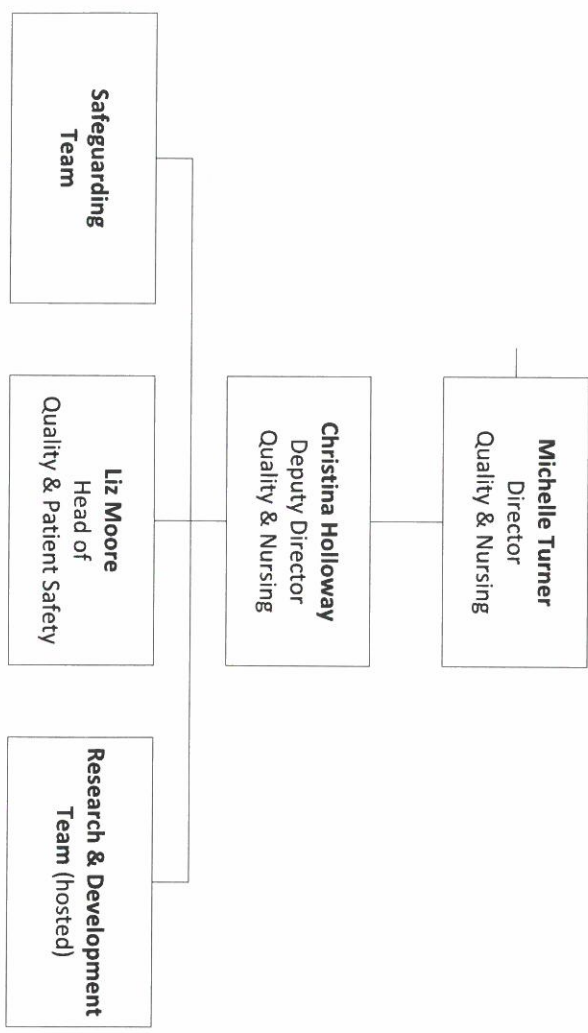 Michelle Turner
Director
Quality & Nursing
Christina Holloway
Deputy Director
Quality & Nursing
Safeguarding
Team
Liz Moore
Head of
Quality & Patient Safety
Research & Development
Team (hosted)